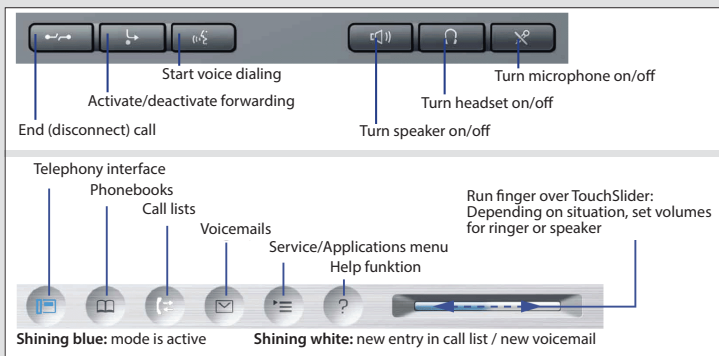 Start voice dialing
Turn microphone on/off
Activate/deactivate forwarding
Turn headset on/off
End (disconnect) call
Turn speaker on/off
Telephony interface
Phonebooks
Call lists
Voicemails
Service/Applications menu
Help funktion
Run finger over TouchSlider:
Depending on situation, set volumes
for ringer or speaker
?
Shining blue: mode is active
Shining white: new entry in call list / new voicemail